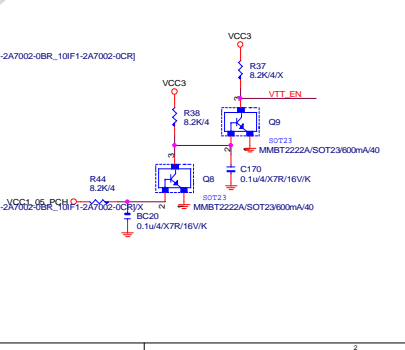 VCC3
R37
8.2K/4/X
-2A7002-0BR_10IF1-2A7002-0CR]
VCC3
VTT_EN
3
R38
8.2K/4
Q9
SOT23
2
MMBT2222A/SOT23/600mA/40
3
C170
0.1u/4/X7R/16V/K
R44
8.2K/4
Q8
SOT23
VCC1_05_PCH
-2A7002-0BR_10IF1-2A7002-0CR]/X
2
MMBT2222A/SOT23/600mA/40
BC20
0.1u/4/X7R/16V/K
2